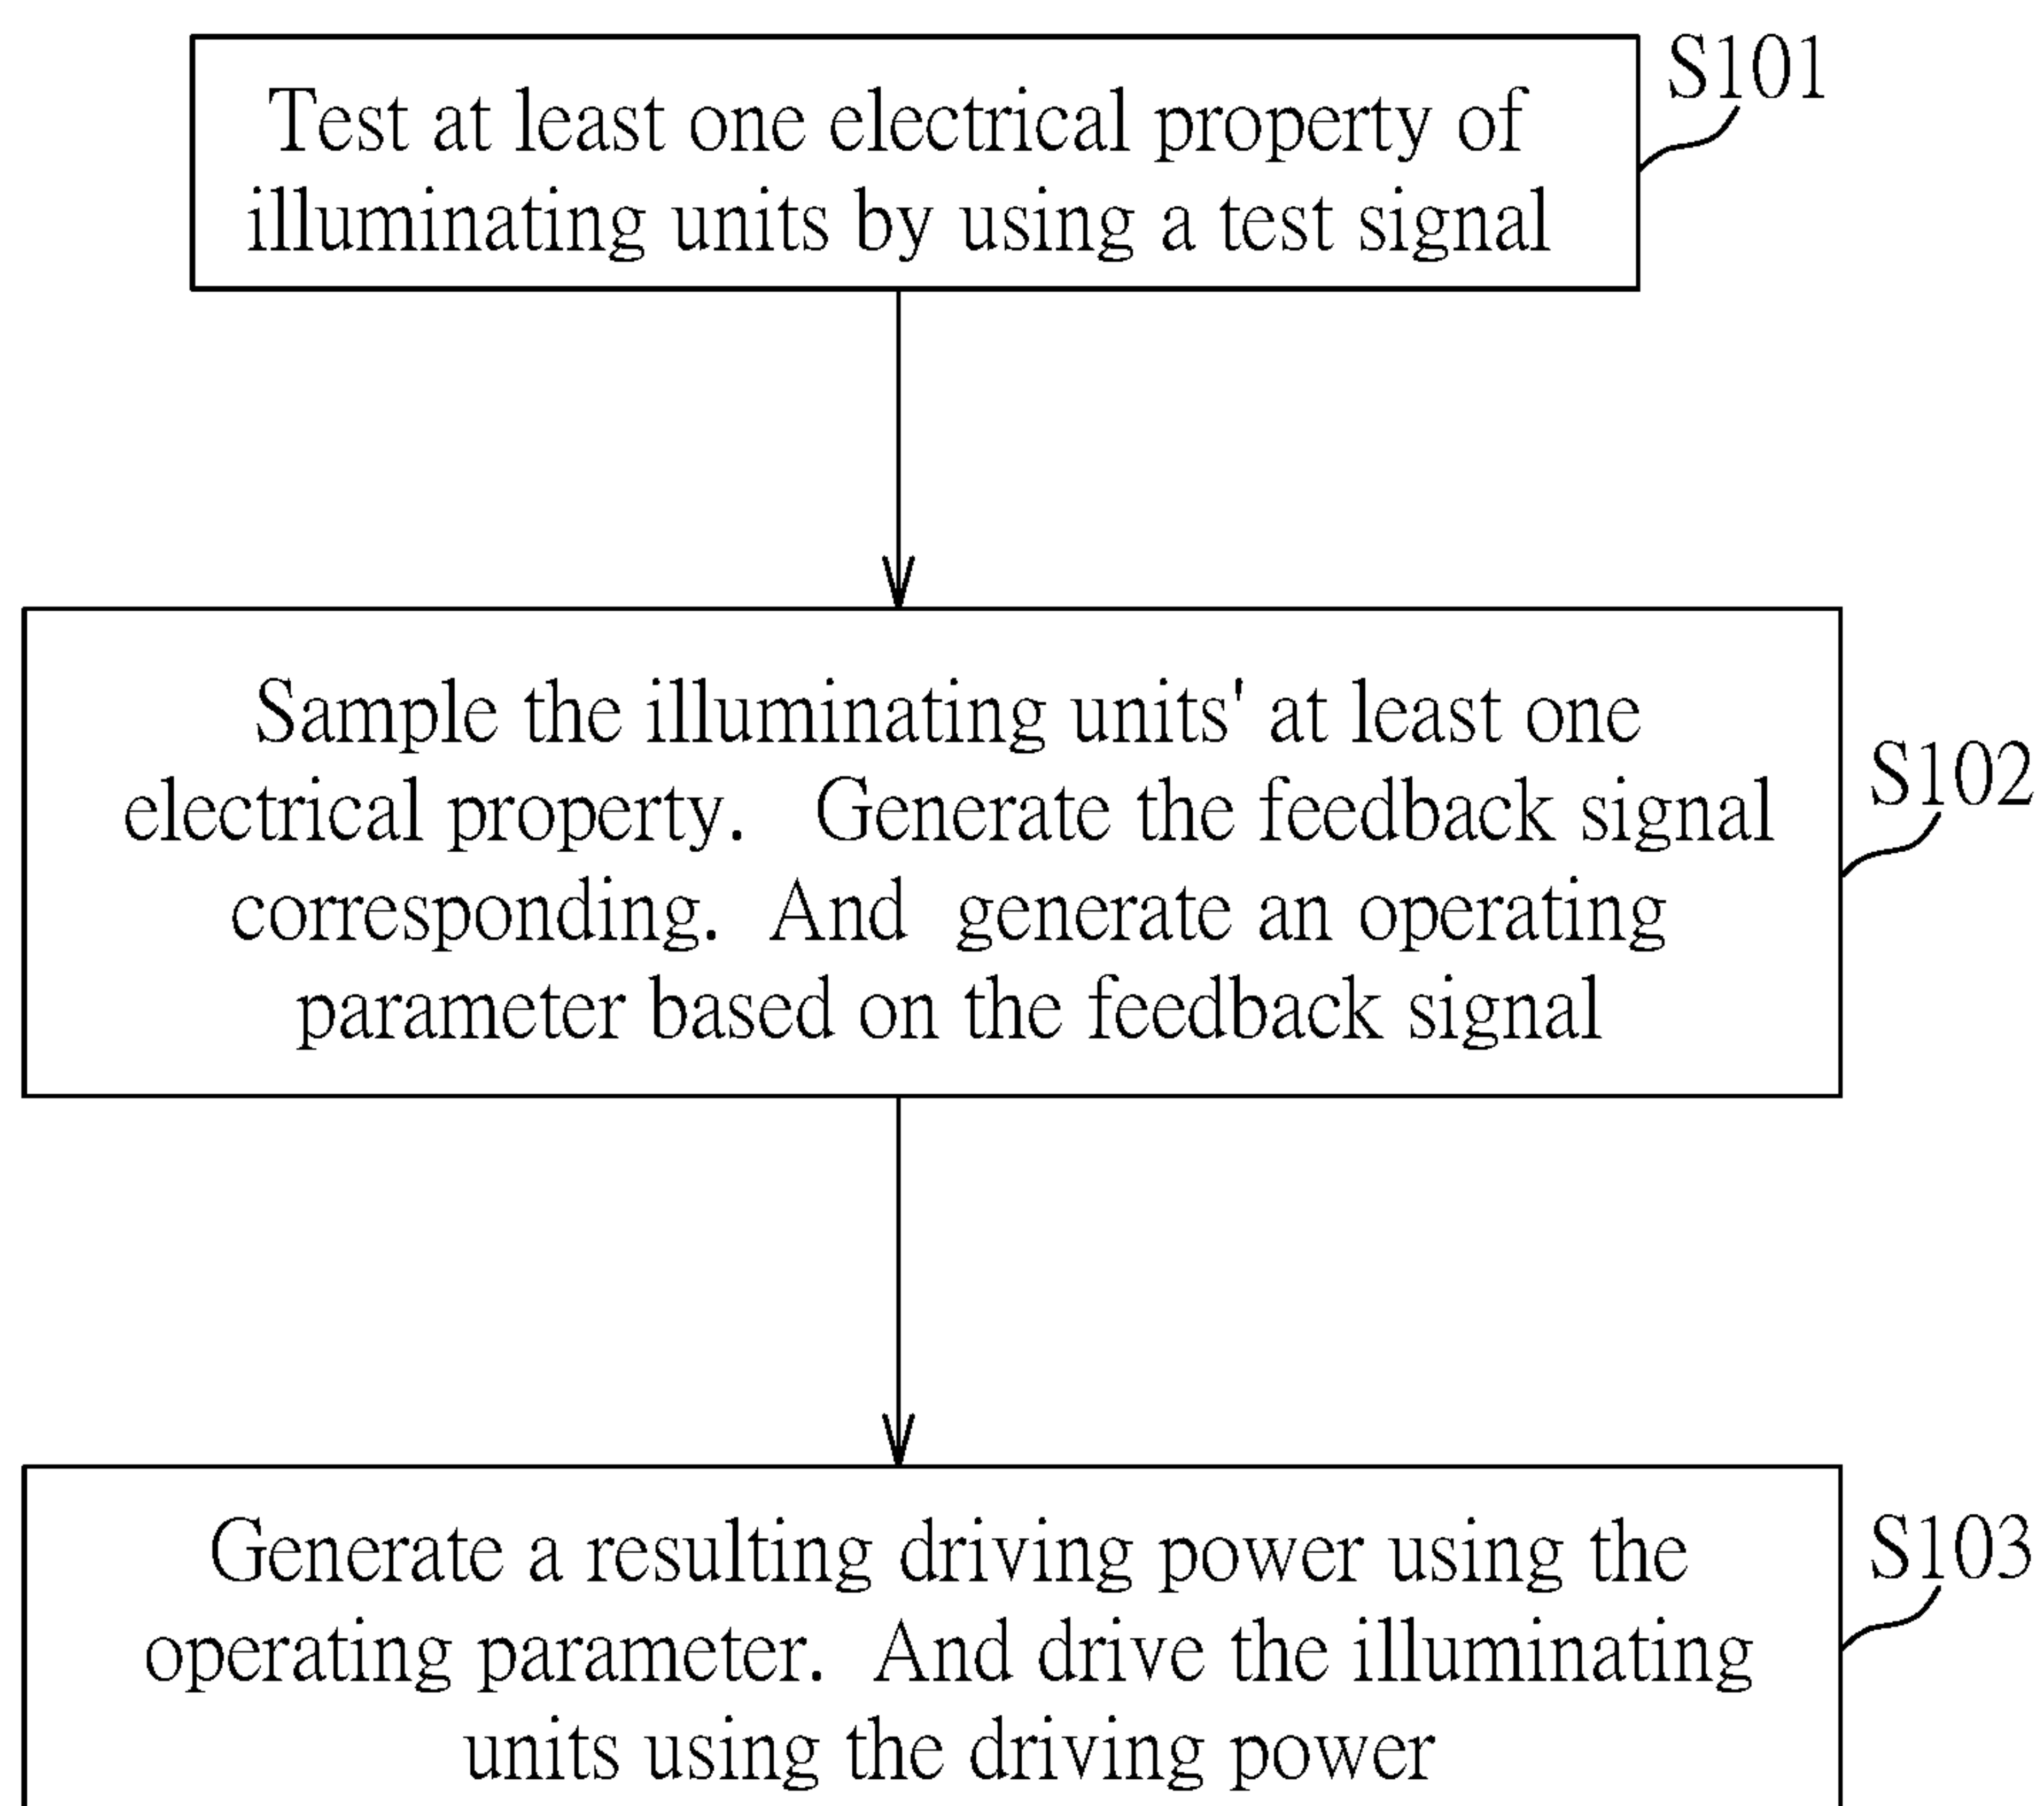 S101
Test at least one electrical property of
illuminating units by using a test signal
Sample the illuminating units' at least one
S102
electrical property. Generate the feedback signal
corresponding. And generate an operating
parameter based on the feedback signal
S103
Generate a resulting driving power using the
operating parameter. And drive the illuminating
units using the driving power